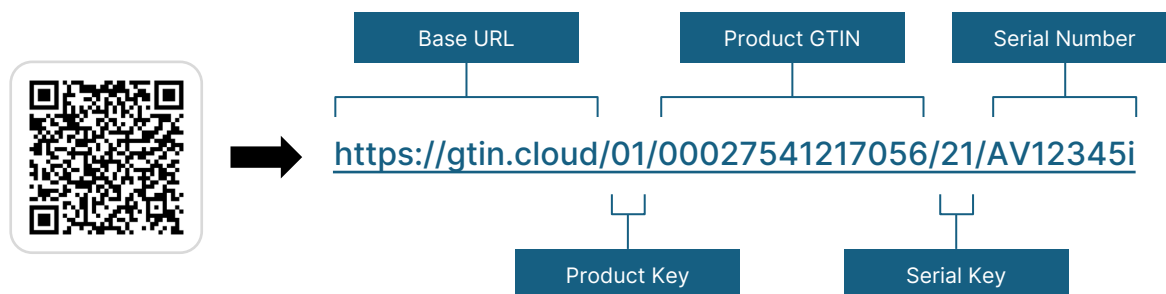 Base URL
Product GTIN
Serial Number
https://gtin.cloud/01/00027541217056/21/AV12345i
Product Key
Serial Key